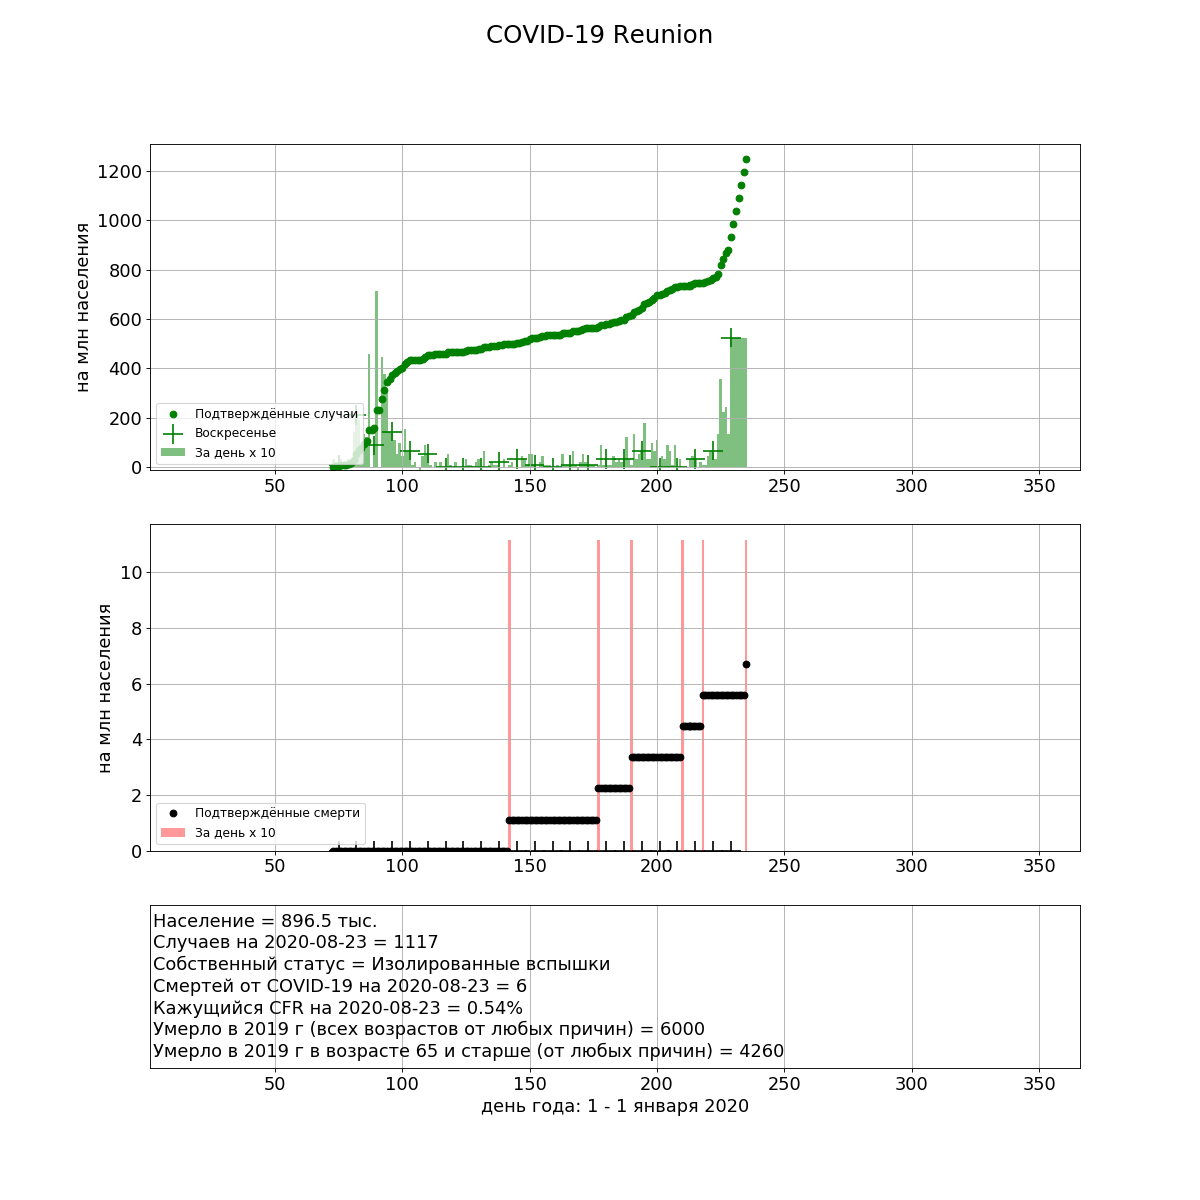 COVID-19 Reunion
на млн населения
1200
1000
800
600
400
200
0
Подтверждённые случаи
Воскресенье
За день x 10
50 100 150 200 250 300 350
на млн населения
10
8
6
4
2
0
Подтверждённые смерти
За день x 10
50 100 150 200 250 300 350
Население = 896.5 тыс.
Случаев на 2020-08-23 = 1117
Собственный статус = Изолированные вспышки
Смертей от COVID-19 на 2020-08-23 = 6
Кажущийся CFR на 2020-08-23 = 0.54%
Умерло в 2019 г (всех возрастов от любых причин) = 6000
Умерло в 2019 г в возрасте 65 и старше (от любых причин) = 4260
50 100 150 200 250 300 350
день года: 1 - 1 января 2020